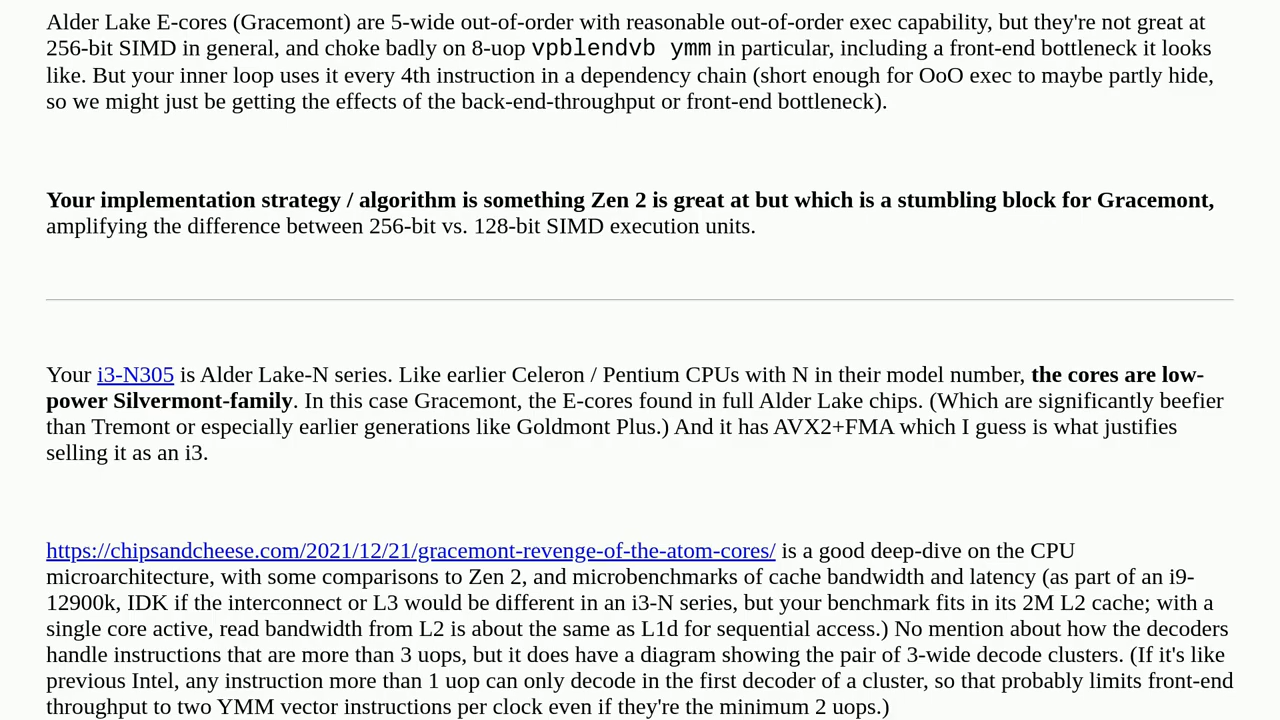 Alder Lake E-cores (Gracemont) are 5-wide out-of-order with reasonable out-of-order exec capability, but they're not great at
256-bit SIMD in general, and choke badly on 8-uop vpblendvb ymm in particular, including a front-end bottleneck it looks
like. But your inner loop uses it every 4th instruction in a dependency chain (short enough for OoO exec to maybe partly hide,
so we might just be getting the effects of the back-end-throughput or front-end bottleneck).
Your implementation strategy / algorithm is something Zen 2 is great at but which is a stumbling block for Gracemont,
amplifying the difference between 256-bit vs. 128-bit SIMD execution units.
Your i3-N305 is Alder Lake-N series. Like earlier Celeron / Pentium CPUs with N in their model number, the cores are low-
power Silvermont-family. In this case Gracemont, the E-cores found in full Alder Lake chips. (Which are significantly beefier
than Tremont or especially earlier generations like Goldmont Plus.) And it has AVX2+FMA which I guess is what justifies
selling it as an i3.
https://chipsandcheese.com/2021/12/21/gracemont-revenge-of-the-atom-cores/ is a good deep-dive on the CPU
microarchitecture, with some comparisons to Zen 2, and microbenchmarks of cache bandwidth and latency (as part of an i9-
12900k, IDK if the interconnect or L3 would be different in an i3-N series, but your benchmark fits in its 2M L2 cache; with a
single core active, read bandwidth from L2 is about the same as L1d for sequential access.) No mention about how the decoders
handle instructions that are more than 3 uops, but it does have a diagram showing the pair of 3-wide decode clusters. (If it's like
previous Intel, any instruction more than 1 uop can only decode in the first decoder of a cluster, so that probably limits front-end
throughput to two YMM vector instructions per clock even if they're the minimum 2 uops.)